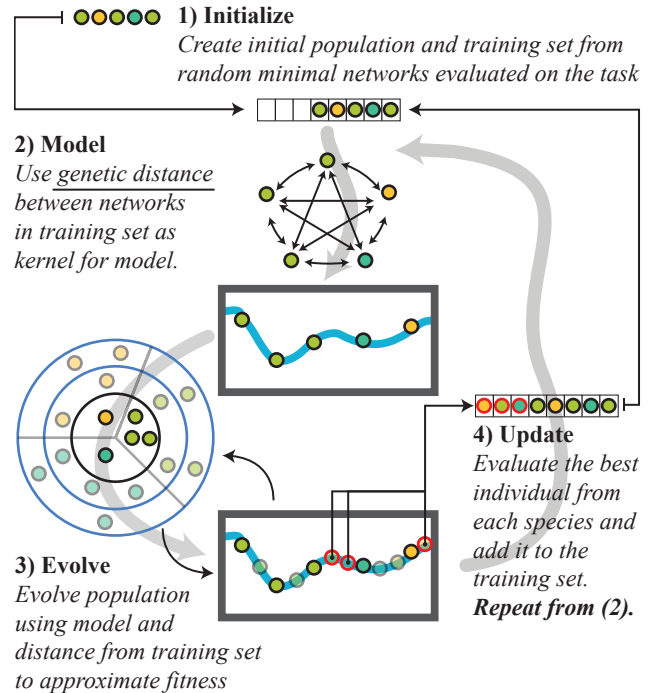 1) Initialize
Create initial population and training set from
random minimal networks evaluated on the task
2) Model
Use genetic distance
between networks
in training set as
kernel for model.
3) Evolve
Evolve population
using model and
distance from training set
to approximate fitness
4) Update
Evaluate the best
individual from
each species and
add it to the
training set.
Repeat from (2).